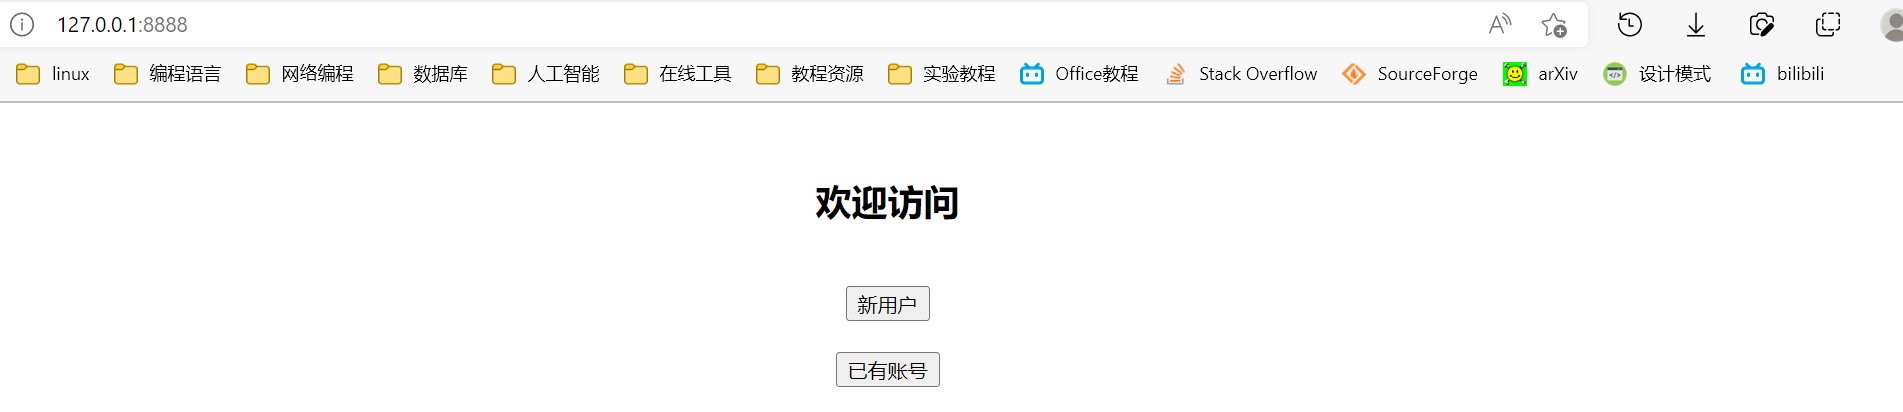 127.0.0.1:8888
linux 编程语言 网络编程 数据库 人工智能 在线工具 教程资源 实验教程 Office教程 Stack Overflow SourceForge arXiv 设计模式 bilibili
欢迎访问
新用户
已有账号